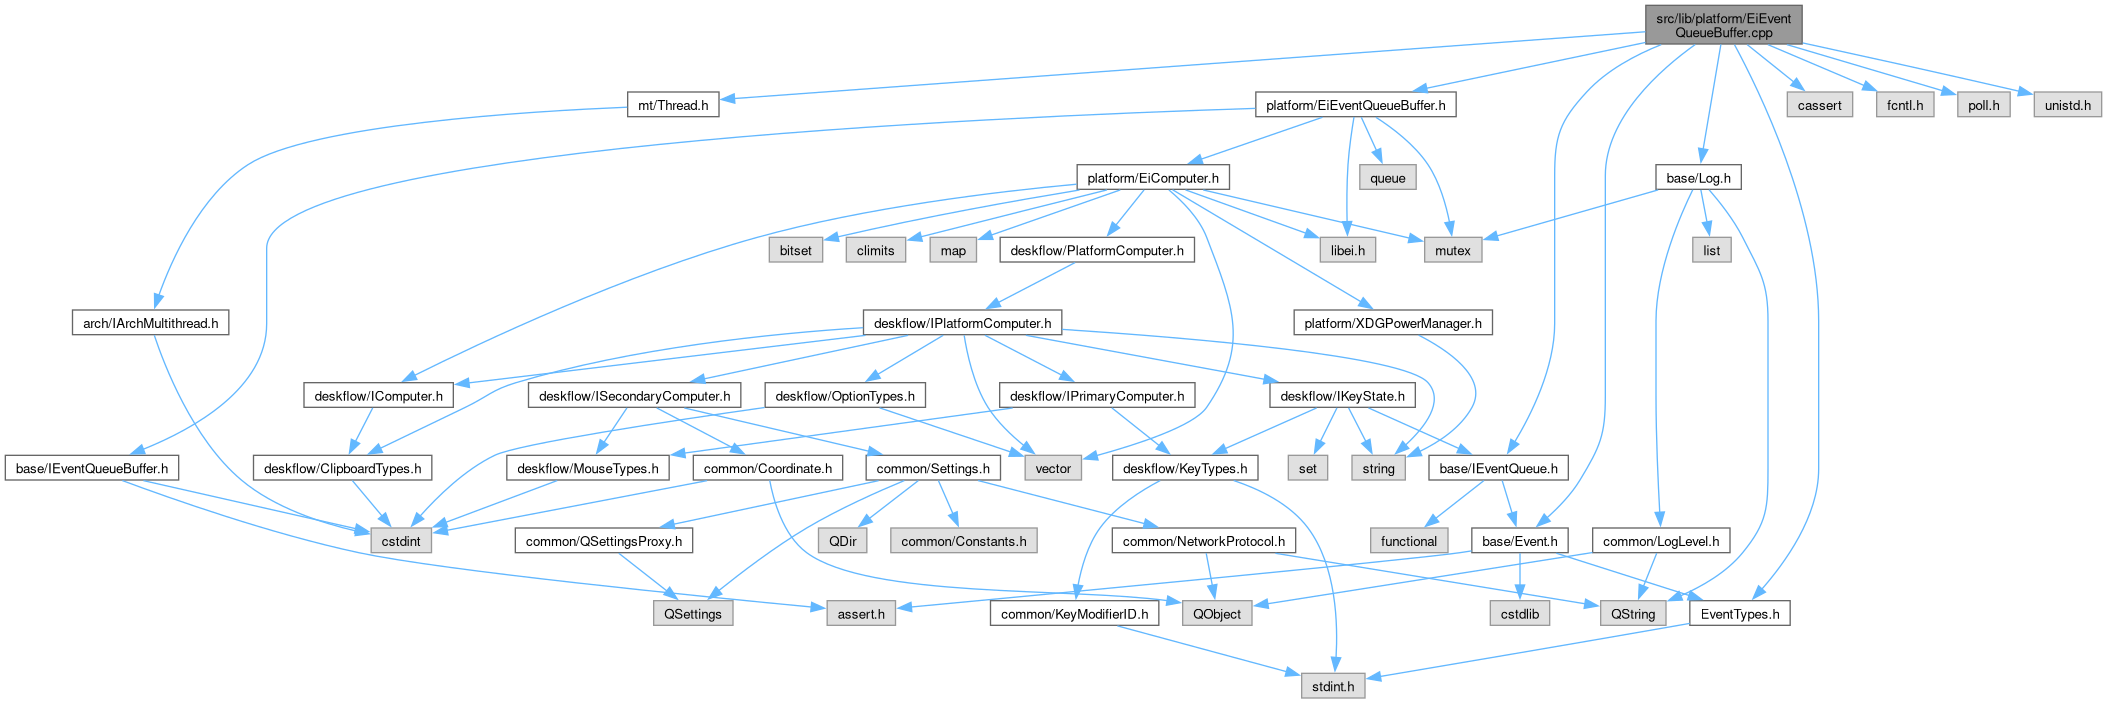 src/lib/platform/EiEvent
QueueBuffer.cpp
mt/Thread.h
platform/EiEventQueueBuffer.h
cassert
fcntl.h
poll.h
unistd.h
platform/EiComputer.h
queue
base/Log.h
bitset
climits
map
deskflow/PlatformComputer.h
libei.h
mutex
list
arch/IArchMultithread.h
deskflow/IPlatformComputer.h
platform/XDGPowerManager.h
deskflow/IComputer.h
deskflow/ISecondaryComputer.h
deskflow/OptionTypes.h
deskflow/IPrimaryComputer.h
deskflow/IKeyState.h
base/IEventQueueBuffer.h
deskflow/ClipboardTypes.h
deskflow/MouseTypes.h
common/Coordinate.h
common/Settings.h
vector
deskflow/KeyTypes.h
set
string
base/IEventQueue.h
cstdint
common/QSettingsProxy.h
QDir
common/Constants.h
common/NetworkProtocol.h
functional
base/Event.h
common/LogLevel.h
QSettings
assert.h
common/KeyModifierID.h
QObject
cstdlib
QString
EventTypes.h
stdint.h